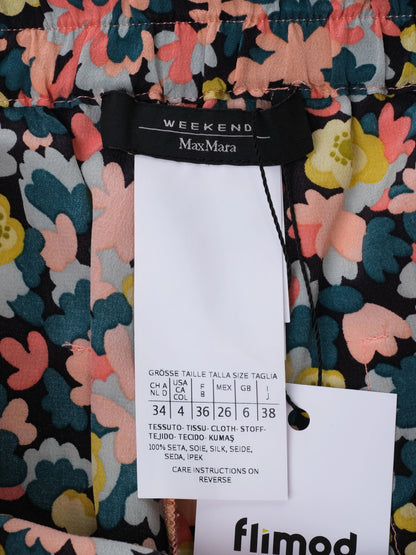 WEEKEND
MaxMara
GRÖSSE TAILLE TALLA SIZE TAGLIA
CH A NL D
USA CA COL
F B
MEX
GB
I J
34 4 36 26 6 38
TESSUTO- TISSU- CLOTH- STOFF-
TEJIDO- TECIDO- KUMAŞ
100% SETA, SOIE, SILK, SEIDE,
SEDA, İPEK
CARE INSTRUCTIONS ON
REVERSE
flimod